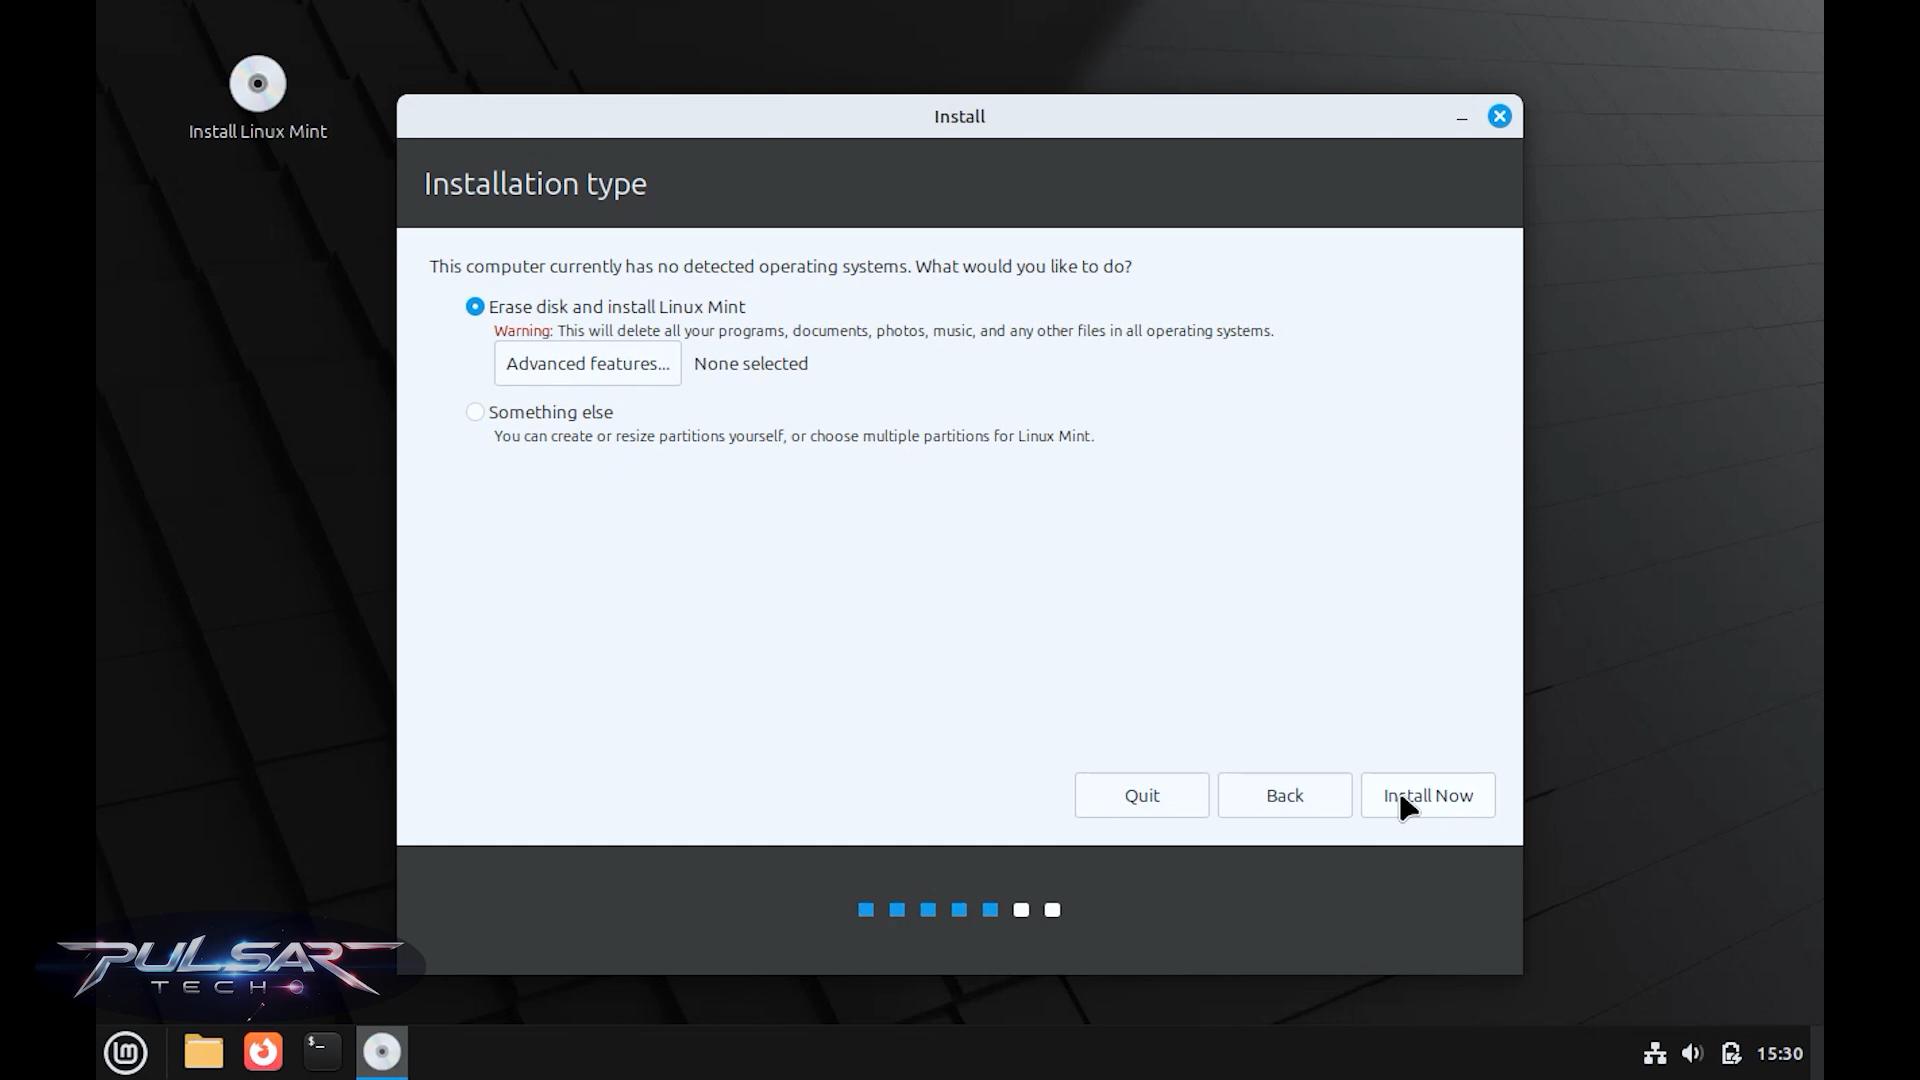 Install Linux Mint
Install
Installation type
This computer currently has no detected operating systems. What would you like to do?
Erase disk and install Linux Mint
Warning: This will delete all your programs, documents, photos, music, and any other files in all operating systems.
Advanced features... None selected
Something else
You can create or resize partitions yourself, or choose multiple partitions for Linux Mint.
Quit Back Install Now
PULSAR
TECH
$_
15:30